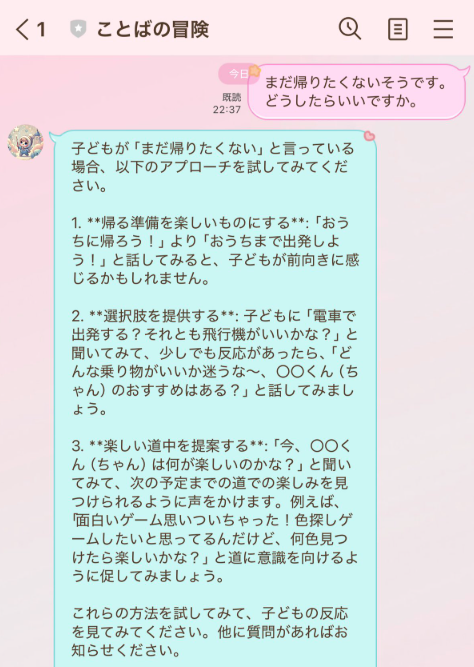 1
ことばの冒険
今日
まだ帰りたくないそうです。
どうしたらいいですか。
既読
22:37
子どもが「まだ帰りたくない」と言っている
場合、以下のアプローチを試してみてくだ
さい。
1. **帰る準備を楽しいものにする**:「おう
ちに帰ろう！」より「おうちまで出発しよ
う！」と話してみると、子どもが前向きに感
じるかもしれません。
2. **選択肢を提供する**: 子どもに「電車で
出発する？それとも飛行機がいいかな？」と
聞いてみて、少しでも反応があったら、「ど
んな乗り物がいいか迷うな〜、〇〇くん（ち
ゃん）のおすすめはある？」と話してみまし
ょう。
3. **楽しい道中を提案する**:「今、〇〇く
ん（ちゃん）は何が楽しいのかな？」と聞い
てみて、次の予定までの道での楽しみを見
つけられるように声をかけます。例えば、
「面白いゲーム思いついちゃった！色探しゲ
ームしたいと思ってるんだけど、何色見つ
けたら楽しいかな？」と道に意識を向けるよ
うに促してみましょう。
これらの方法を試してみて、子どもの反応
を見てみてください。他に質問があればお
知らせください。